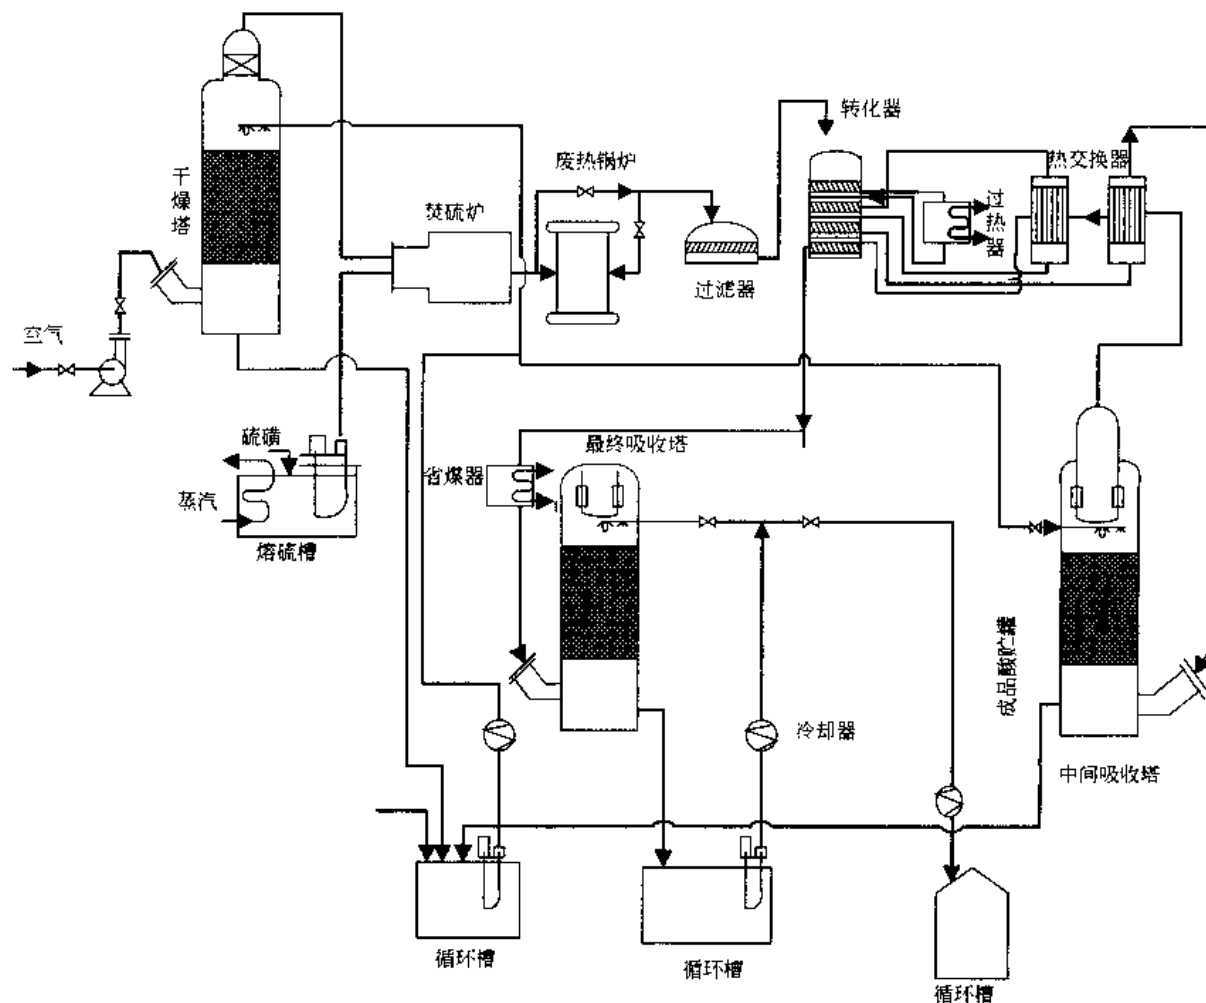 转化器
废热锅炉
热交换器
干燥塔
焚硫炉
过热器
过滤器
空气
硫磺
最终吸收塔
省煤器
蒸汽
熔硫槽
成品酸贮罐
冷却器
中间吸收塔
循环槽
循环槽
循环槽